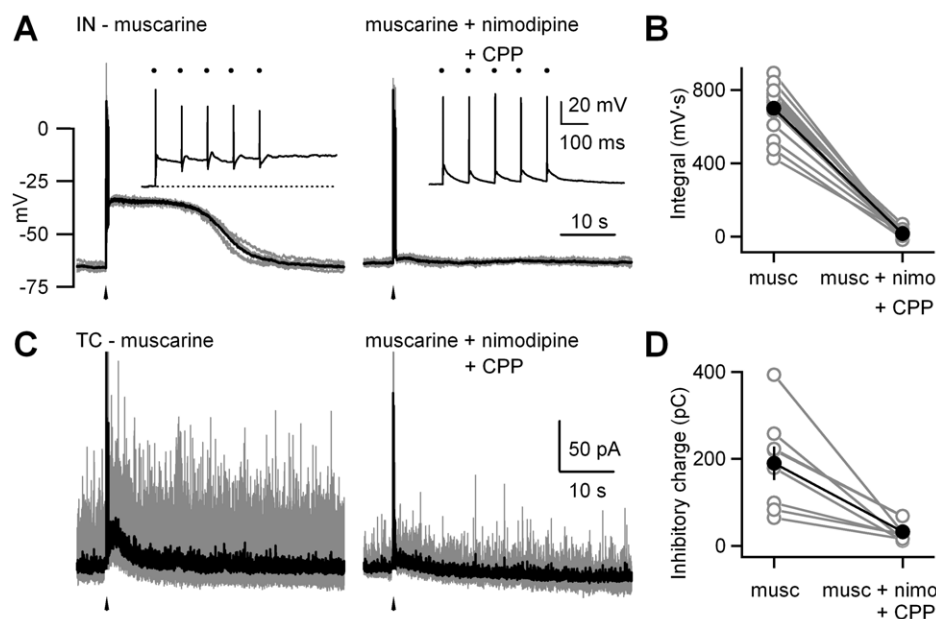 A
IN - muscarine
muscarine + nimodipine
+ CPP
20 mV
100 ms
0
-25
-50
-75
mV
10 s
B
800
400
0
Integral (mV·s)
musc
musc + nimo
+ CPP
C
TC - muscarine
muscarine + nimodipine
+ CPP
50 pA
10 s
D
400
200
0
Inhibitory charge (pC)
musc
musc + nimo
+ CPP